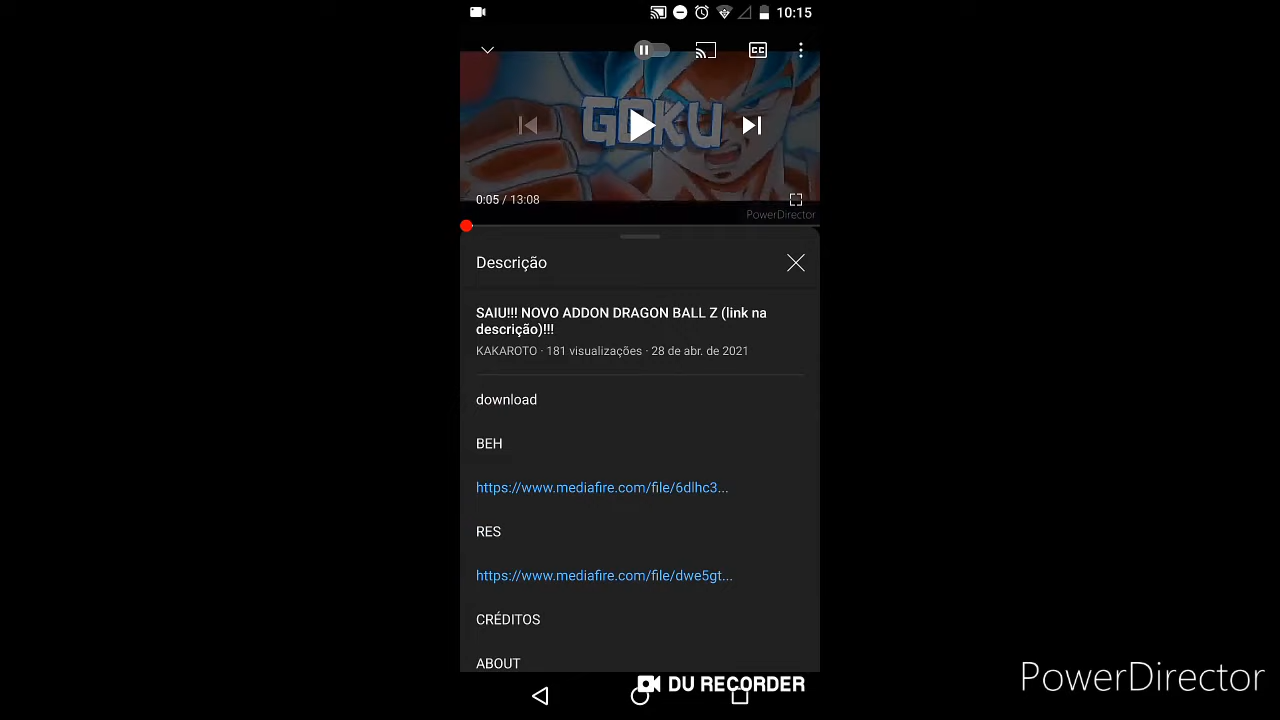 10:15
CC
GOKU
0:05 / 13:08
PowerDirector
Descrição
SAIU!!! NOVO ADDON DRAGON BALL Z (link na
descrição)!!!
KAKAROTO · 181 visualizações · 28 de abr. de 2021
download
BEH
https://www.mediafire.com/file/6dlhc3...
RES
https://www.mediafire.com/file/dwe5gt...
CRÉDITOS
ABOUT
DU RECORDER
PowerDirector